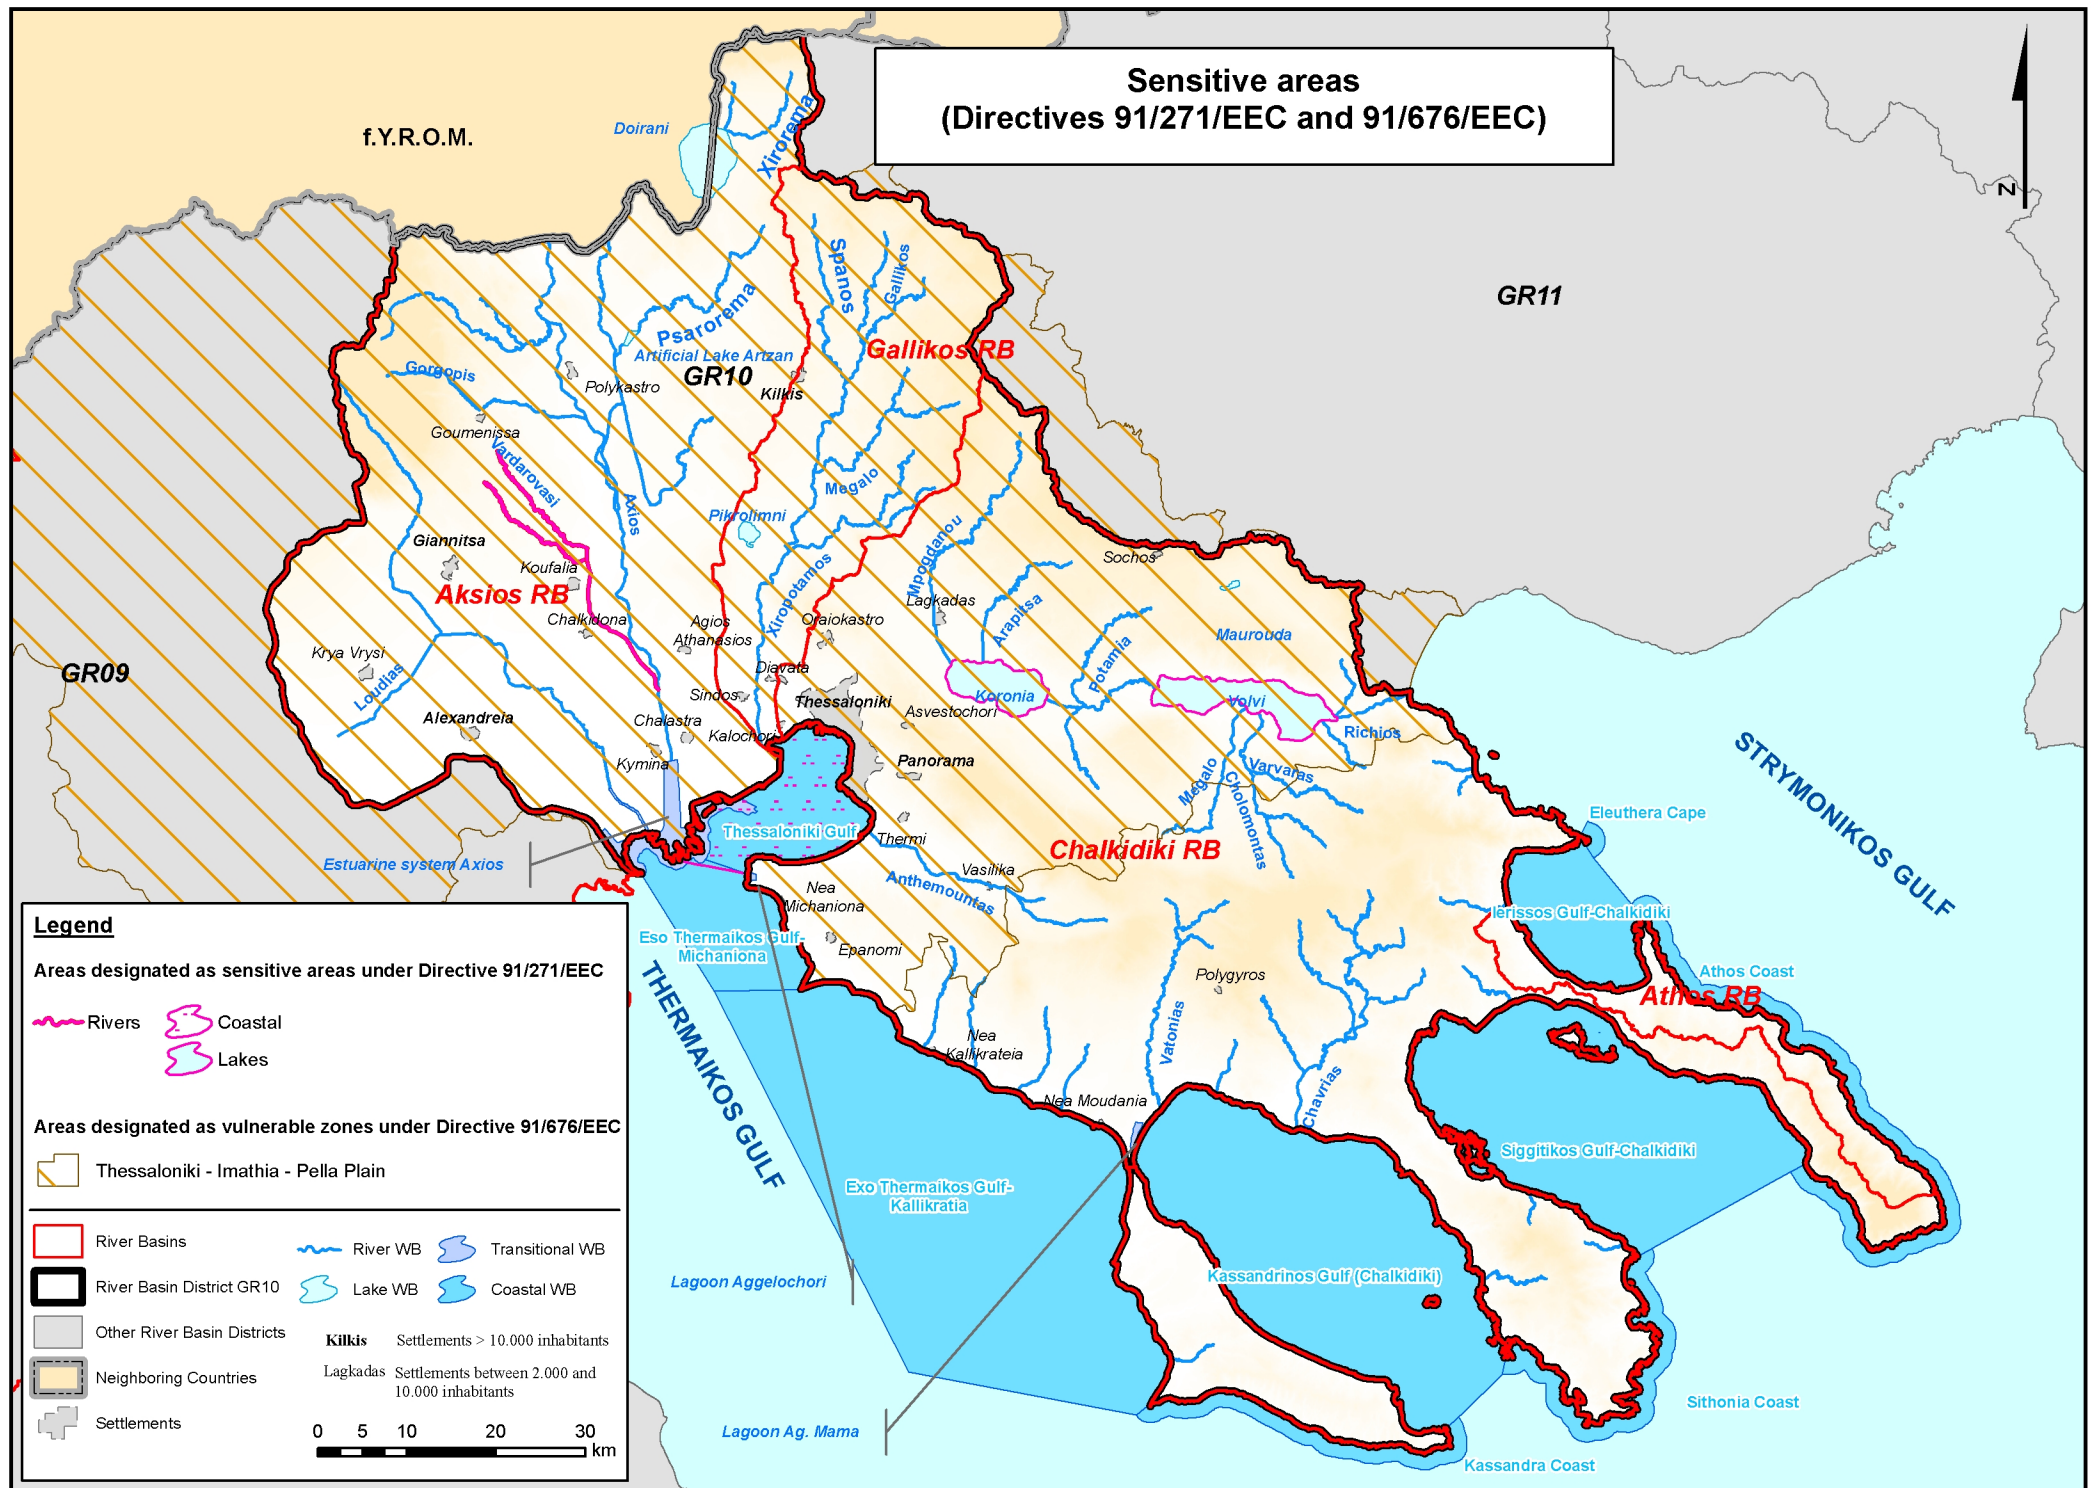 Sensitive areas
(Directives 91/271/EEC and 91/676/EEC)
f.Y.R.O.M.
Doirani
Xirorema
N
GR11
Spanos
Gallikos
Psarorema
Artificial Lake Artzan
Gallikos RB
GR10
Kilkis
Gorgopis
Polykastro
Goumenissa
Vardarovasi
Axios
Megalo
Pikrolimni
Mpogdanou
Giannitsa
Koufalia
Sochos
Aksios RB
Xiropotamos
Lagkadas
Arapitsa
Chalkidona
Agios
Athanasios
Oraiokastro
Maurouda
Krya Vrysi
GR09
Loudias
Diavata
Potamia
Sindos
Thessaloniki
Koronia
Volvi
Alexandreia
Chalastra
Asvestochori
Kalochori
Richios
Kymina
Panorama
Megalo
Cholomontas
Varvaras
STRYMONIKOS GULF
Eleuthera Cape
Thessaloniki Gulf
Thermi
Chalkidiki RB
Estuarine system Axios
Vasilika
Anthemountas
Nea
Michaniona
Ierissos Gulf-Chalkidiki
Eso Thermaikos Gulf-
Michaniona
Epanomi
Polygyros
Athos Coast
Athos RB
THERMAIKOS GULF
Vatonias
Nea
Kallikrateia
Nea Moudania
Chavrias
Siggitikos Gulf-Chalkidiki
Exo Thermaikos Gulf-
Kallikratia
Lagoon Aggelochori
Kassandrinos Gulf (Chalkidiki)
Sithonia Coast
Lagoon Ag. Mama
Kassandra Coast
Legend
Areas designated as sensitive areas under Directive 91/271/EEC
Rivers
Coastal
Lakes
Areas designated as vulnerable zones under Directive 91/676/EEC
Thessaloniki - Imathia - Pella Plain
River Basins
River WB
Transitional WB
River Basin District GR10
Lake WB
Coastal WB
Other River Basin Districts
Kilkis Settlements > 10.000 inhabitants
Neighboring Countries
Lagkadas Settlements between 2.000 and
10.000 inhabitants
Settlements
0 5 10 20 30
km